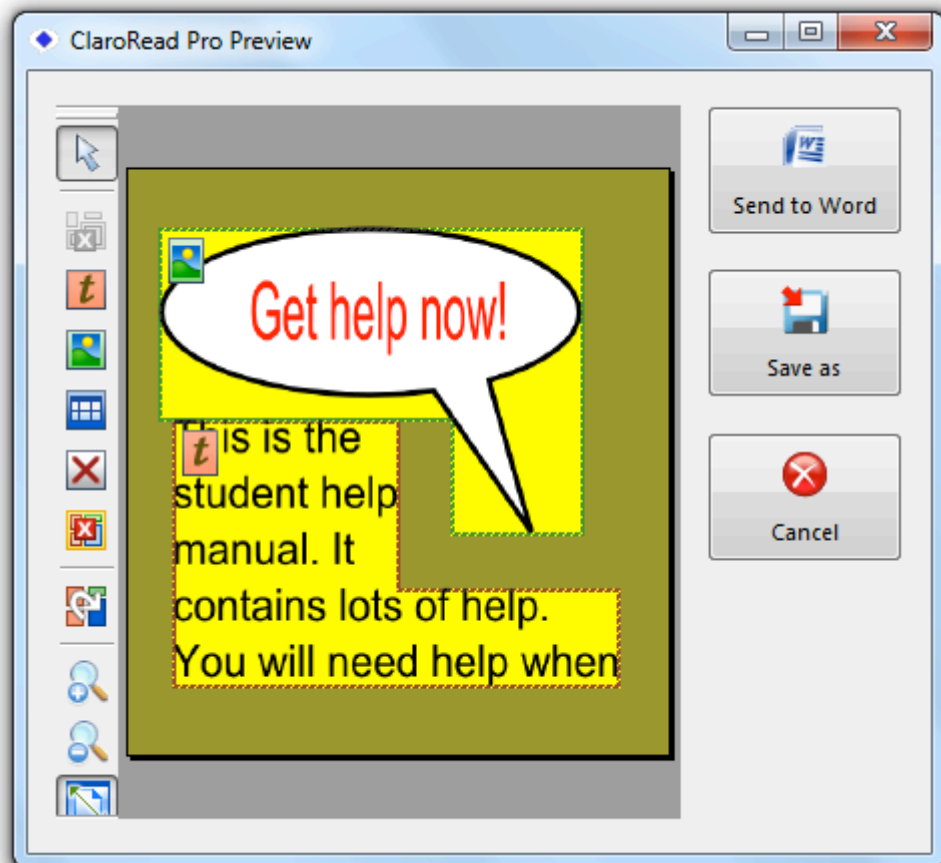 ClaroRead Pro Preview
Get help now!
This is the
student help
manual. It
contains lots of help.
You will need help when
Send to Word
Save as
Cancel